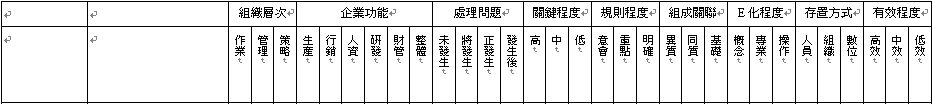 組織層次 企業功能 處理問題 關鍵程度 規則程度 組成關聯 E 化程度 存置方式 有效程度
作業 管理 策略 生產 行銷 人資 研發 財管 整體 未發生 將發生 正發生 發生後 高 中 低 意會 重點 明確 異質 同質 基礎 概念 專業 操作 人員 組織 數位 高效 中效 低效